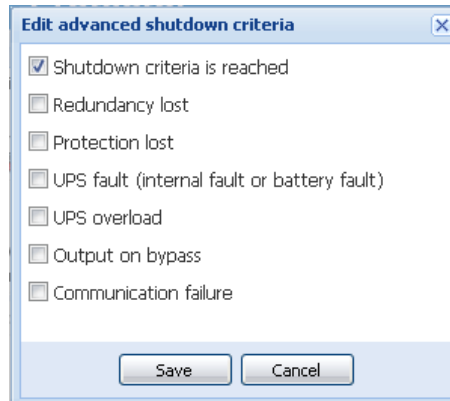 Edit advanced shutdown criteria
Shutdown criteria is reached
Redundancy lost
Protection lost
UPS fault (internal fault or battery fault)
UPS overload
Output on bypass
Communication failure
Save Cancel